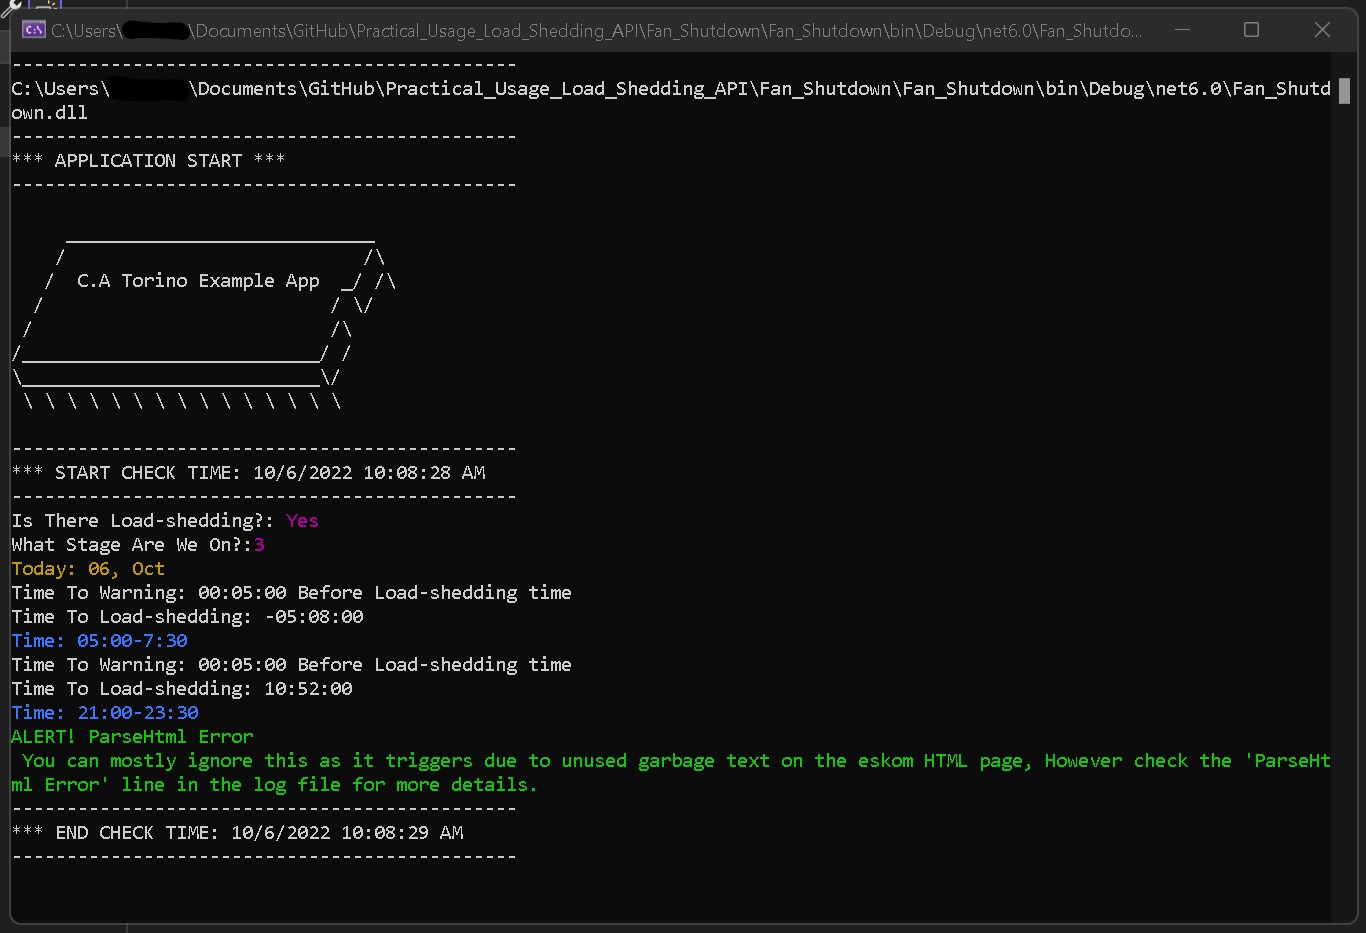 C:\Users\ \Documents\GitHub\Practical_Usage_Load_Shedding_API\Fan_Shutdown\Fan_Shutdown\bin\Debug\net6.0\Fan_Shutdo...
----------------------------------------------
C:\Users\ \Documents\GitHub\Practical_Usage_Load_Shedding_API\Fan_Shutdown\Fan_Shutdown\bin\Debug\net6.0\Fan_Shutd
own.dll
----------------------------------------------
*** APPLICATION START ***
----------------------------------------------
C.A Torino Example App
----------------------------------------------
*** START CHECK TIME: 10/6/2022 10:08:28 AM
----------------------------------------------
Is There Load-shedding?: Yes
What Stage Are We On?:3
Today: 06, Oct
Time To Warning: 00:05:00 Before Load-shedding time
Time To Load-shedding: -05:08:00
Time: 05:00-7:30
Time To Warning: 00:05:00 Before Load-shedding time
Time To Load-shedding: 10:52:00
Time: 21:00-23:30
ALERT! ParseHtml Error
You can mostly ignore this as it triggers due to unused garbage text on the eskom HTML page, However check the 'ParseHt
ml Error' line in the log file for more details.
----------------------------------------------
*** END CHECK TIME: 10/6/2022 10:08:29 AM
----------------------------------------------